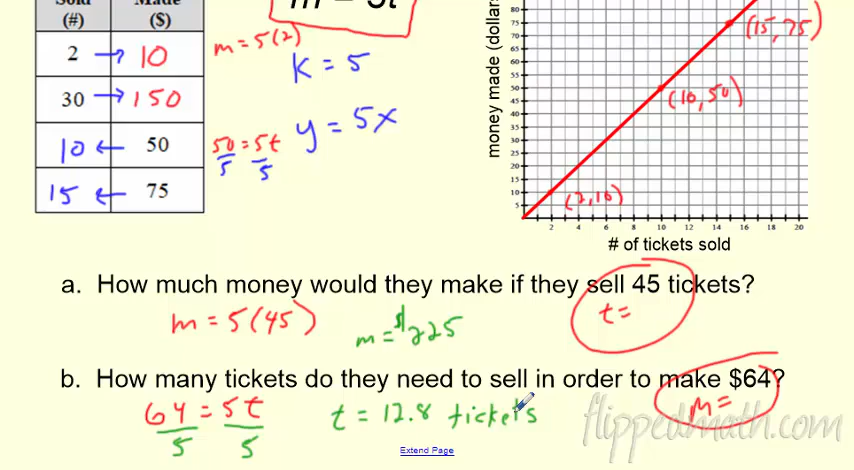 Sold Made m = 5t
(#) ($)
2 → 10 m = 5(2)
30 → 150 k = 5
10 ← 50 50 = 5t y = 5x
5 5
15 ← 75
money made (dollars
80
75
70
65
60
55
50
45
40
35
30
25
20
15
10
5
(15, 75)
(10, 50)
(2, 10)
2 4 6 8 10 12 14 16 18 20
# of tickets sold
a. How much money would they make if they sell 45 tickets?
m = 5(45) m = $225 t =
b. How many tickets do they need to sell in order to make $64?
64 = 5t t = 12.8 tickets m =
5 5
flippedmath.com
Extend Page